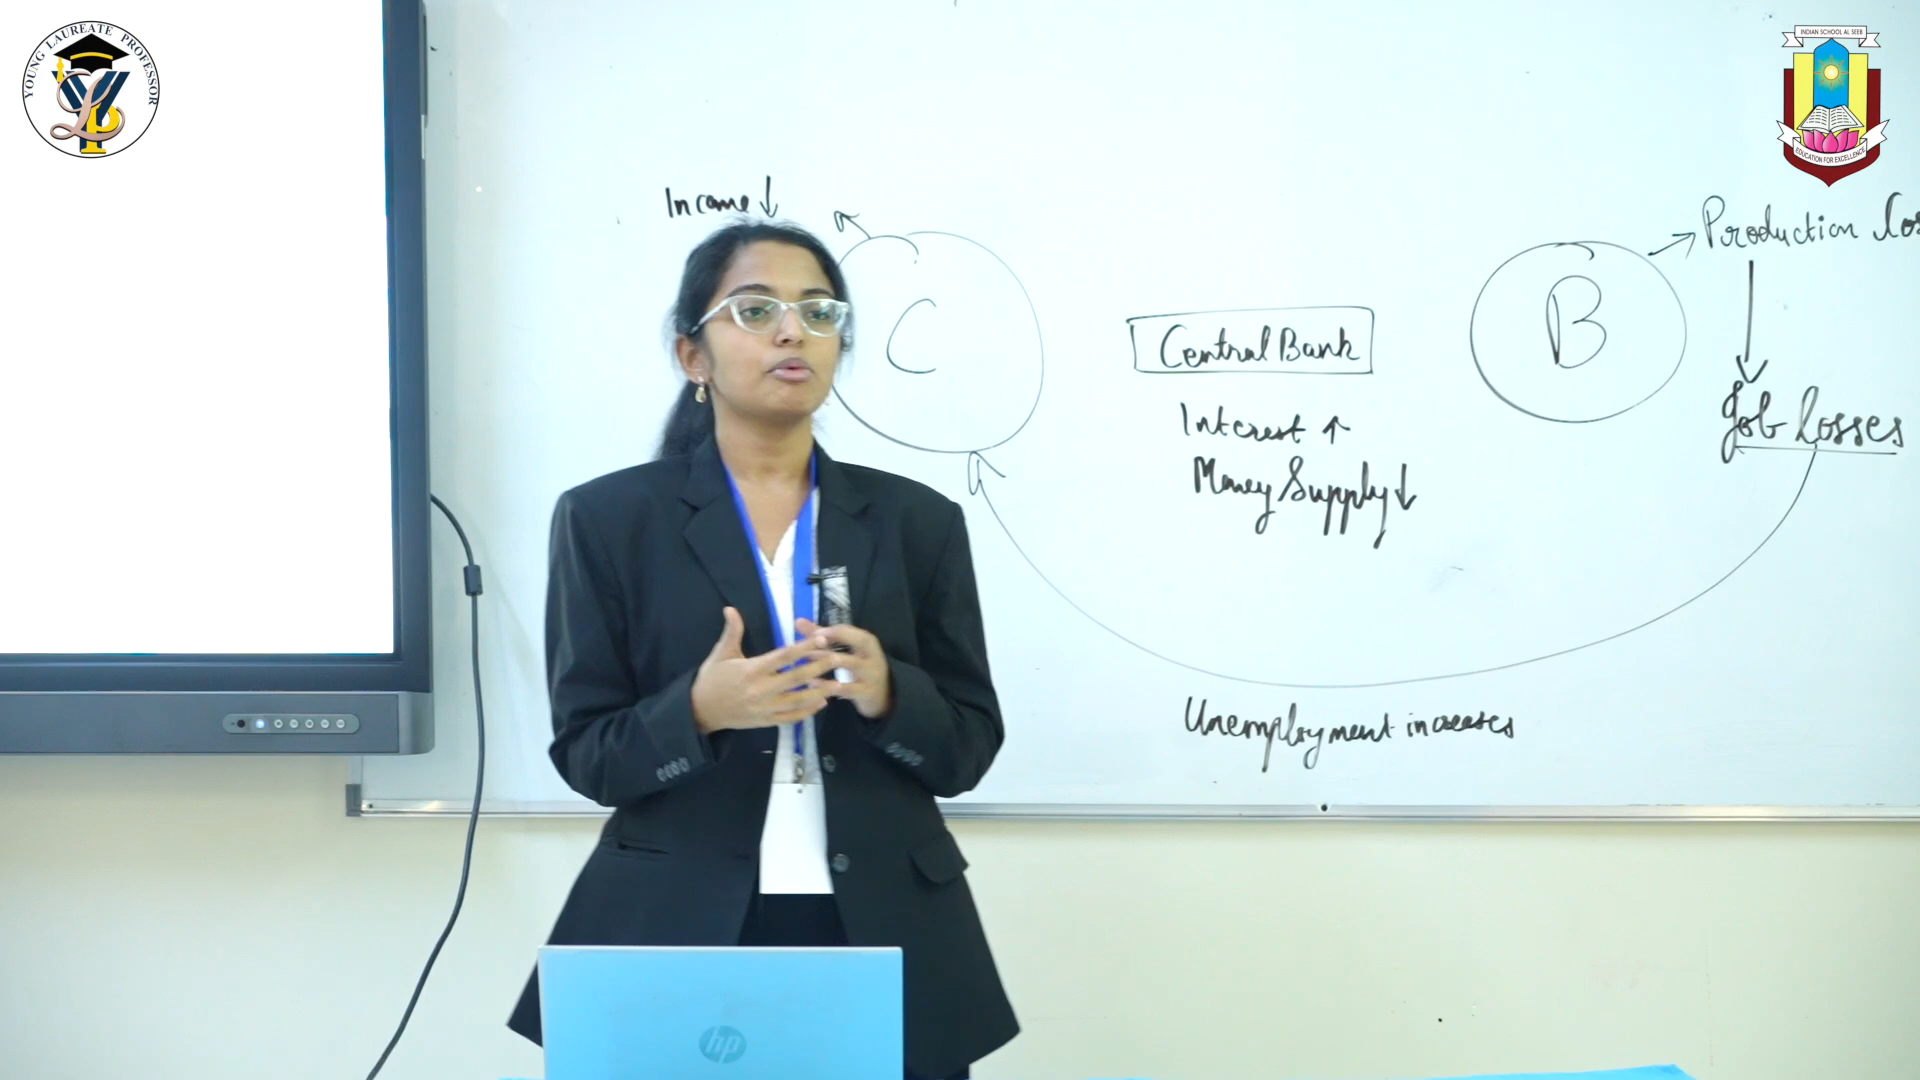 YOUNG LAUREATE PROFESSOR
YLP
INDIAN SCHOOL AL SEEB
EDUCATION FOR EXCELLENCE
Income ↓
C
Central Bank
Interest ↑
Money Supply ↓
B
Production
Job losses
Unemployment increases
hp